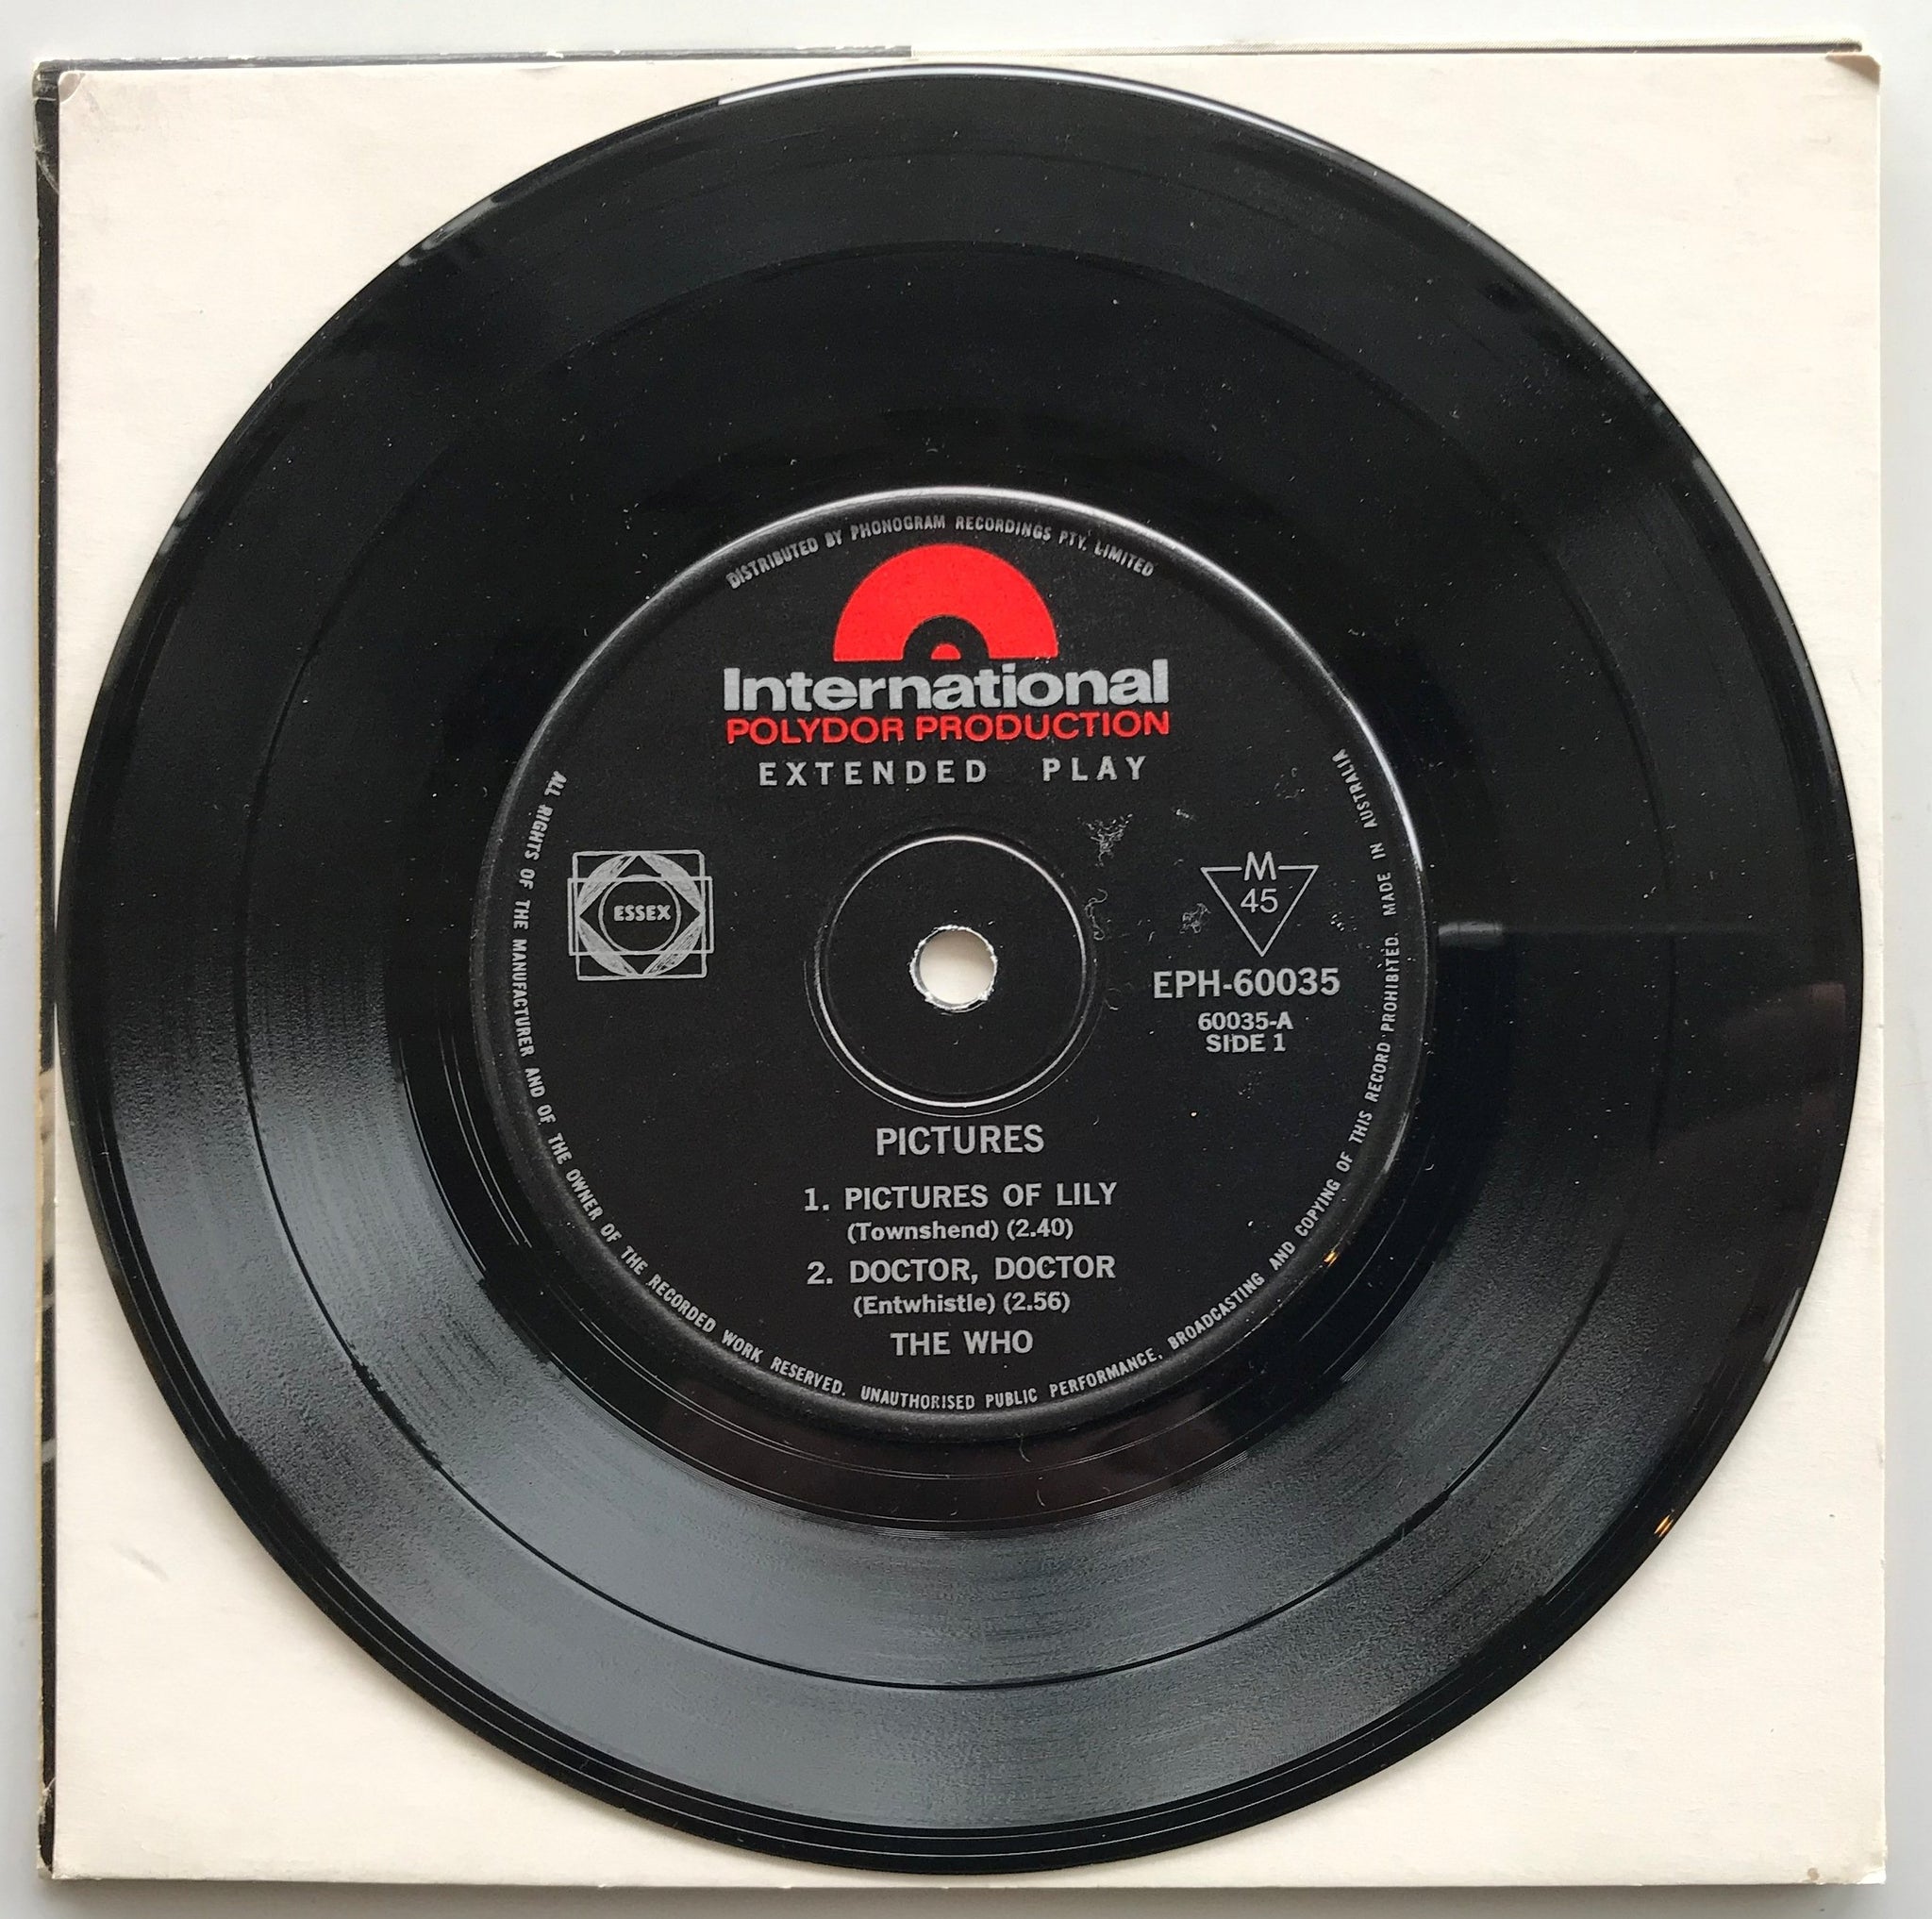 DISTRIBUTED BY PHONOGRAM RECORDINGS PTY. LIMITED
International
POLYDOR PRODUCTION
EXTENDED PLAY
ESSEX
M
45
EPH-60035
60035-A
SIDE 1
PICTURES
1. PICTURES OF LILY
(Townshend) (2.40)
2. DOCTOR, DOCTOR
(Entwhistle) (2.56)
THE WHO
ALL RIGHTS OF THE MANUFACTURER AND OF THE OWNER OF THE RECORDED WORK RESERVED. UNAUTHORISED PUBLIC PERFORMANCE, BROADCASTING AND COPYING OF THIS RECORD PROHIBITED. MADE IN AUSTRALIA